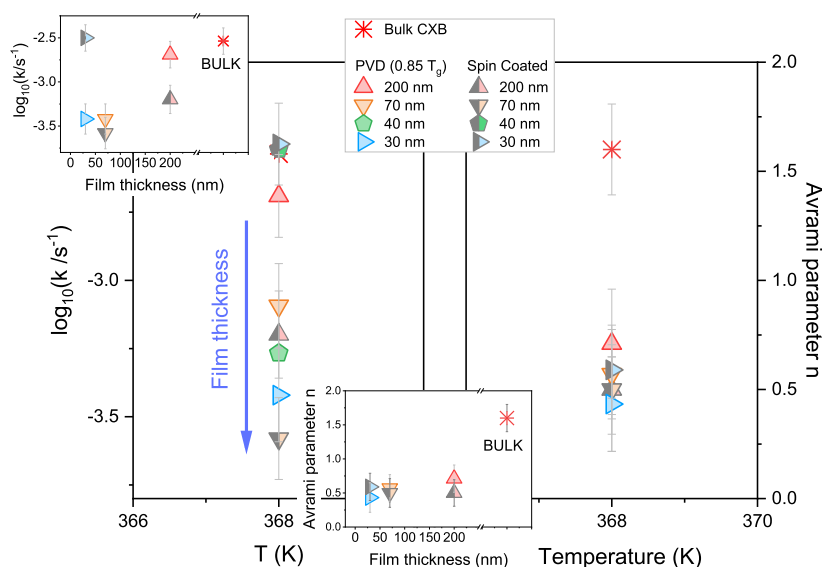 -2.5
-3.0
-3.5
log₁₀(k/s⁻¹)
BULK
0 50 100 150 200
Film thickness (nm)
Bulk CXB
PVD (0.85 Tg)
200 nm
70 nm
40 nm
30 nm
Spin Coated
200 nm
70 nm
40 nm
30 nm
log₁₀(k /s⁻¹)
-3.0
-3.5
Film thickness
2.0
1.5
1.0
0.5
0.0
Avrami parameter n
2.0
1.5
1.0
0.5
0.0
Avrami parameter n
BULK
0 50 100 150 200
Film thickness (nm)
366
368
T (K)
368
370
Temperature (K)